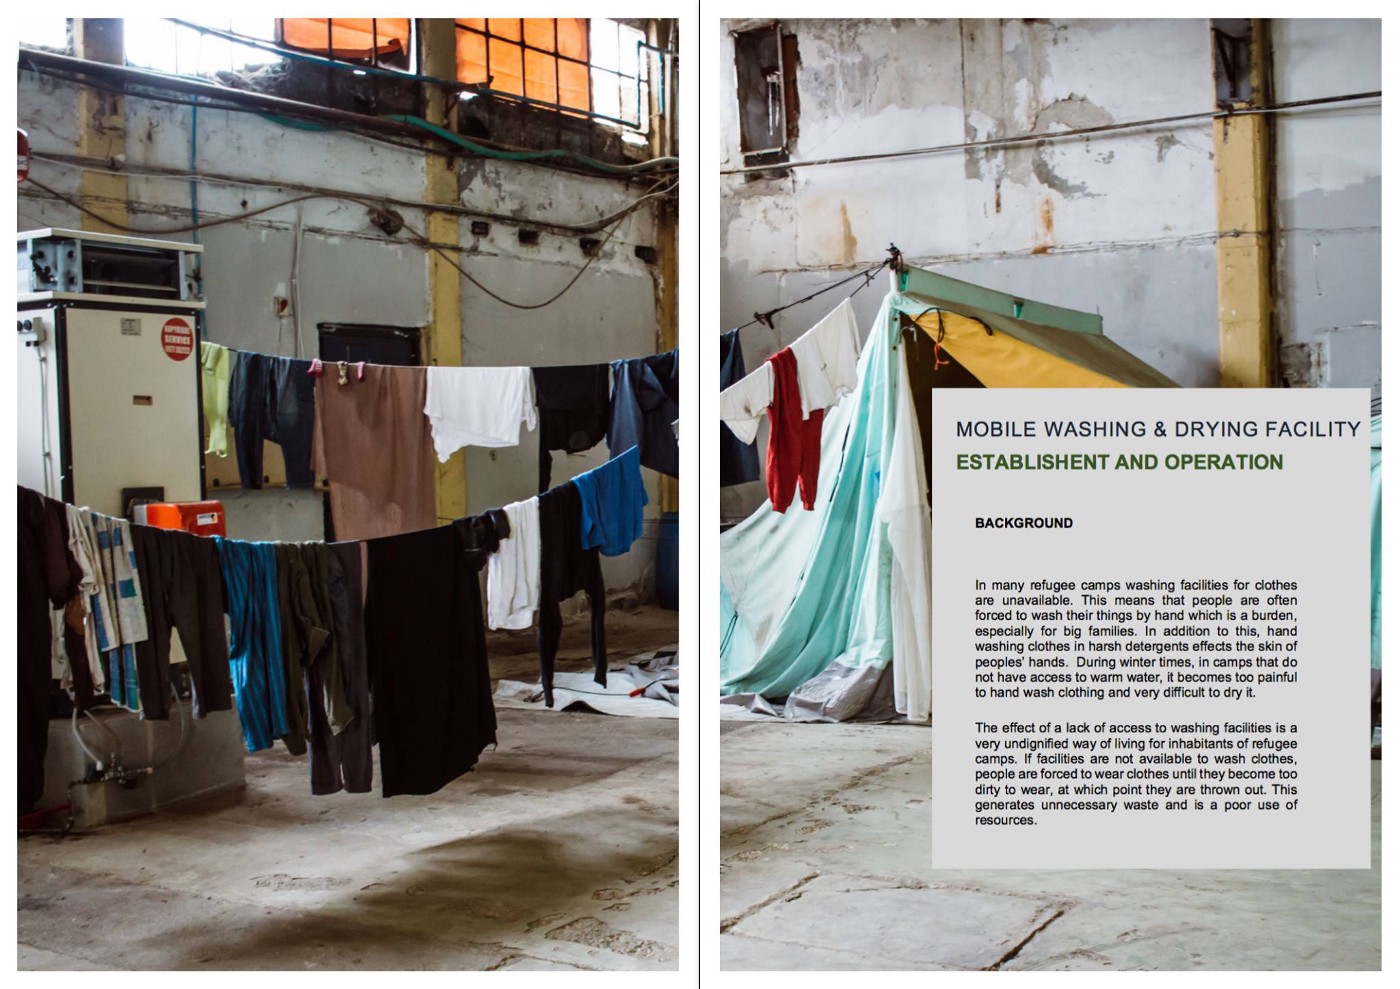 MOBILE WASHING & DRYING FACILITY
ESTABLISHENT AND OPERATION
BACKGROUND
In many refugee camps washing facilities for clothes
are unavailable. This means that people are often
forced to wash their things by hand which is a burden,
especially for big families. In addition to this, hand
washing clothes in harsh detergents effects the skin of
peoples' hands.  During winter times, in camps that do
not have access to warm water, it becomes too painful
to hand wash clothing and very difficult to dry it.
The effect of a lack of access to washing facilities is a
very undignified way of living for inhabitants of refugee
camps. If facilities are not available to wash clothes,
people are forced to wear clothes until they become too
dirty to wear, at which point they are thrown out. This
generates unnecessary waste and is a poor use of
resources.